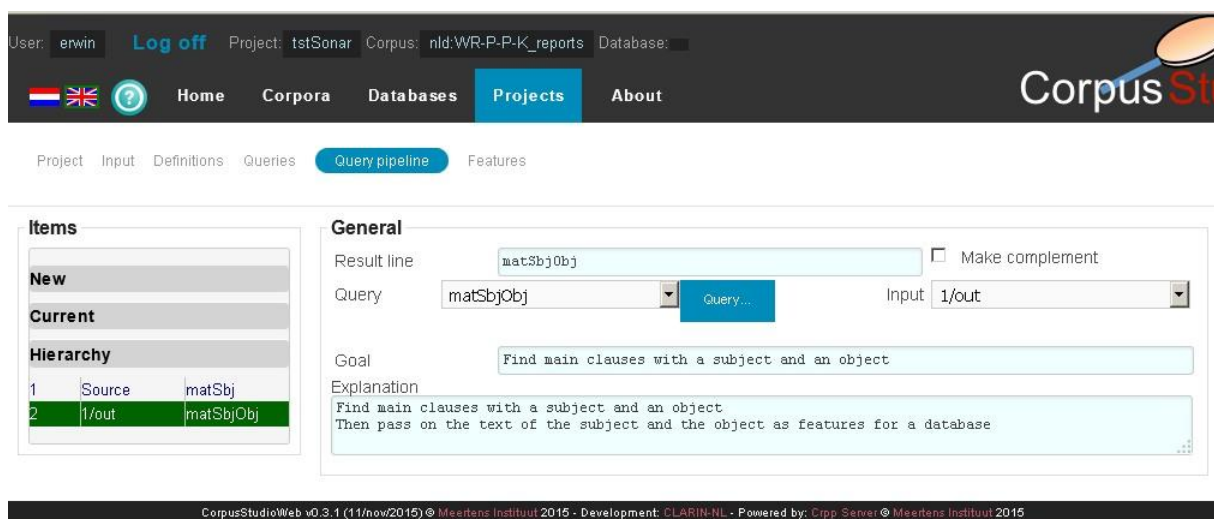 User: erwin Log off Project: tstSonar Corpus: nld:WR-P-P-K_reports Database:
Home Corpora Databases Projects About
Corpus
Project Input Definitions Queries Query pipeline Features
Items
New
Current
Hierarchy
1 Source matSbj
2 1/out matSbjObj
General
Result line matSbjObj Make complement
Query matSbjObj Query... Input 1/out
Goal Find main clauses with a subject and an object
Explanation
Find main clauses with a subject and an object
Then pass on the text of the subject and the object as features for a database
CorpusStudioWeb v0.3.1 (11/nov/2015) © Meertens Instituut 2015 - Development: CLARIN-NL - Powered by: Crpp Server © Meertens Instituut 2015